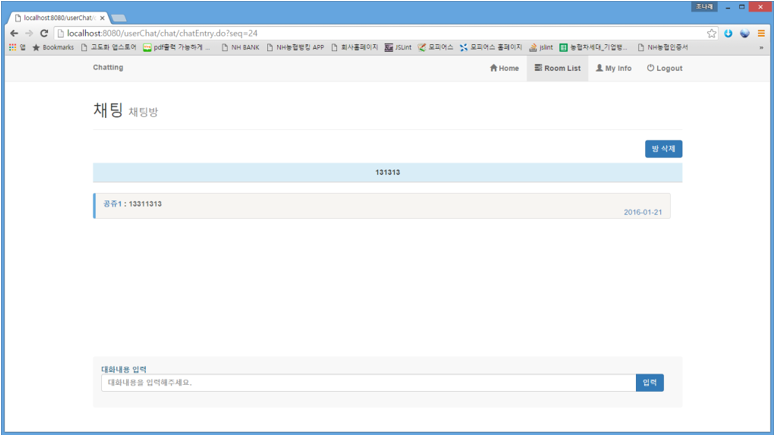 조나래
localhost:8080/userChat/c
localhost:8080/userChat/chat/chatEntry.do?seq=24
앱 Bookmarks 고도화 업스토어 pdf출력 가능하게 ... NH BANK NH농협뱅킹 APP 회사홈페이지 JSLint 모피어스 모피어스 홈페이지 jslint 농협차세대_기업뱅... NH농협인증서 »
Chatting Home Room List My Info Logout
채팅 채팅방
방 삭제
131313
공쥬1 : 13311313
2016-01-21
대화내용 입력
대화내용을 입력해주세요.. 입력